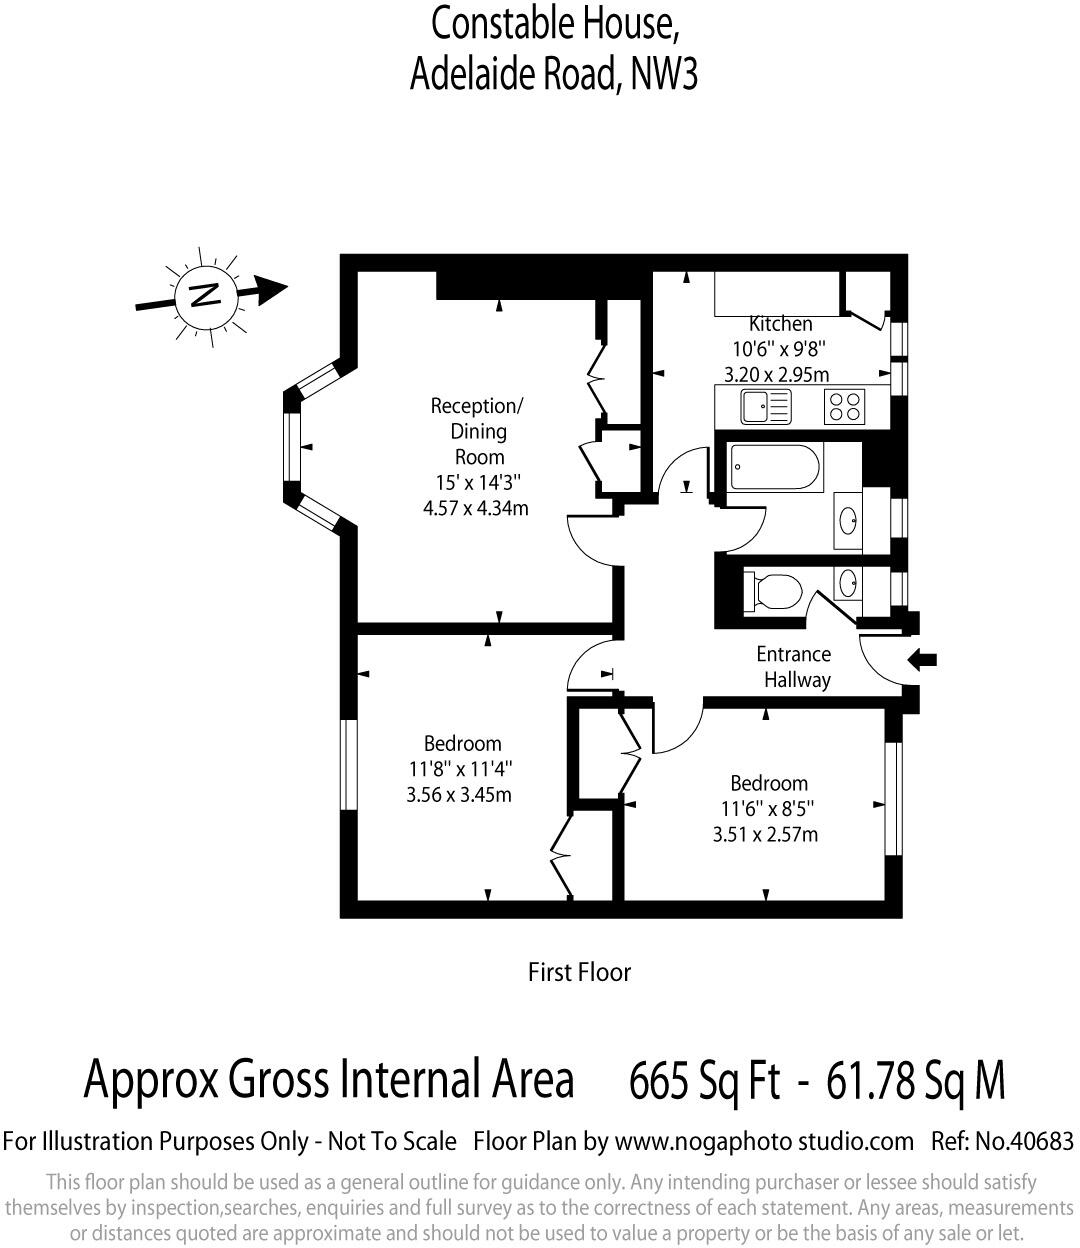 Constable House,
Adelaide Road, NW3
N
Kitchen
10'6" x 9'8"
3.20 x 2.95m
Reception/
Dining
Room
15' x 14'3"
4.57 x 4.34m
Entrance
Hallway
Bedroom
11'8" x 11'4"
3.56 x 3.45m
Bedroom
11'6" x 8'5"
3.51 x 2.57m
First Floor
Approx Gross Internal Area 665 Sq Ft - 61.78 Sq M
For Illustration Purposes Only - Not To Scale Floor Plan by www.nogaphoto studio.com Ref: No.40683
This floor plan should be used as a general outline for guidance only. Any intending purchaser or lessee should satisfy
themselves by inspection,searches, enquiries and full survey as to the correctness of each statement. Any areas, measurements
or distances quoted are approximate and should not be used to value a property or be the basis of any sale or let.